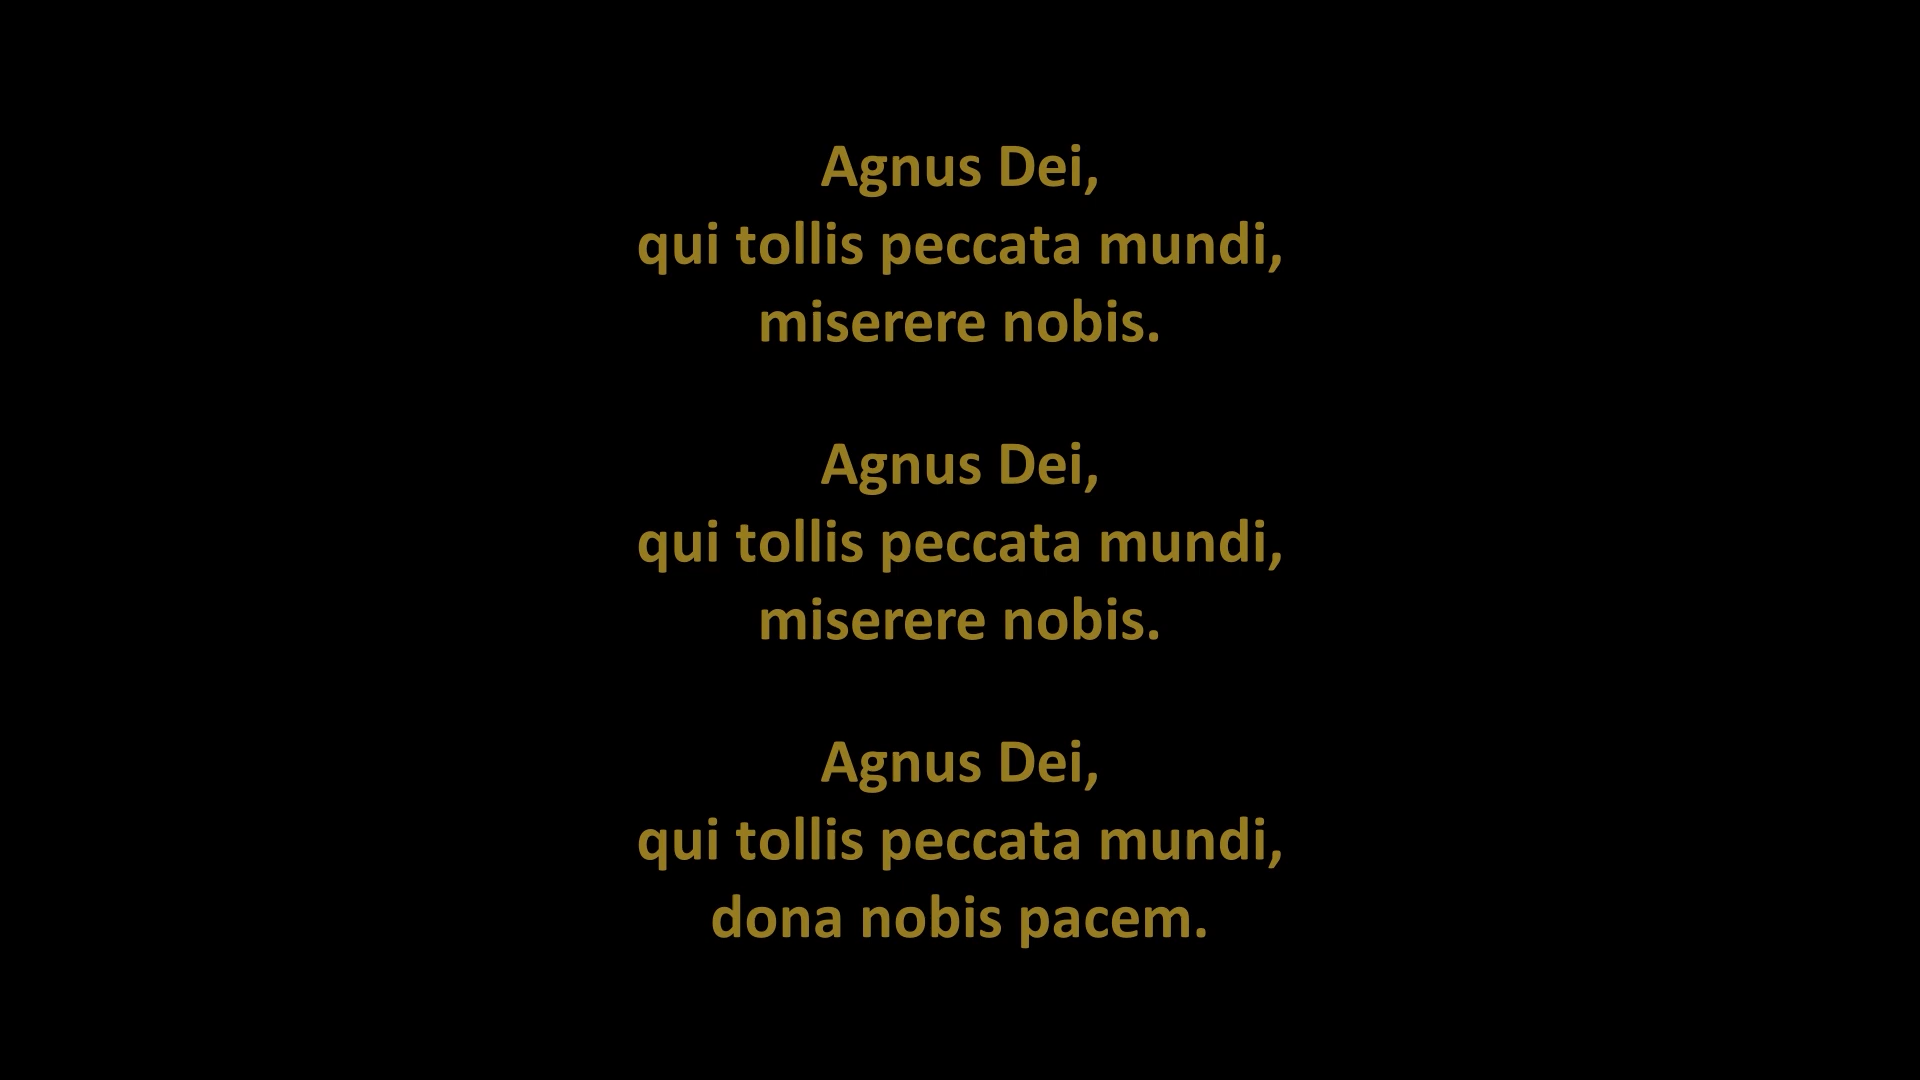 Agnus Dei,
qui tollis peccata mundi,
miserere nobis.
Agnus Dei,
qui tollis peccata mundi,
miserere nobis.
Agnus Dei,
qui tollis peccata mundi,
dona nobis pacem.